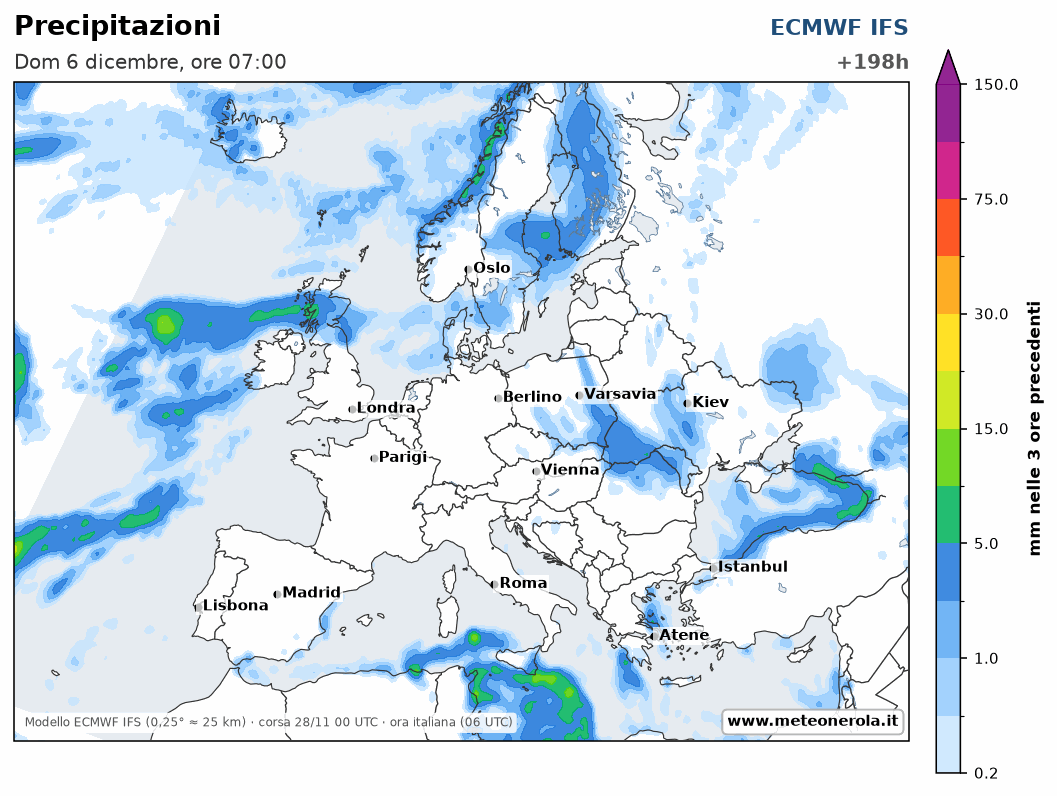 Precipitazioni
ECMWF IFS
Dom 6 dicembre, ore 07:00
+198h
150.0
75.0
30.0
15.0
5.0
1.0
0.2
mm nelle 3 ore precedenti
Oslo
Berlino
Varsavia
Kiev
Londra
Parigi
Vienna
Istanbul
Roma
Madrid
Lisbona
Atene
Modello ECMWF IFS (0,25° ≈ 25 km) · corsa 28/11 00 UTC · ora italiana (06 UTC)
www.meteonerola.it